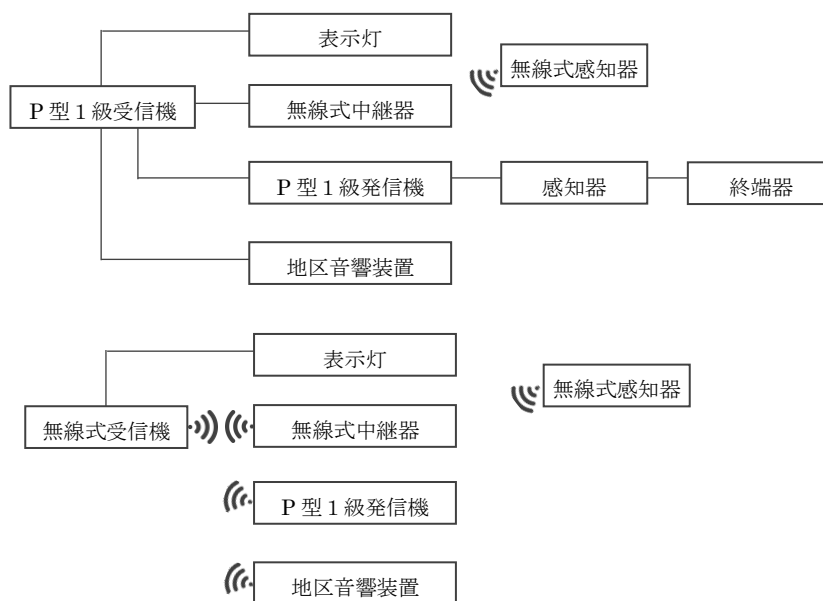 表示灯
無線式感知器
P型1級受信機
無線式中継器
P型1級発信機
感知器
終端器
地区音響装置
表示灯
無線式感知器
無線式受信機
無線式中継器
P型1級発信機
地区音響装置